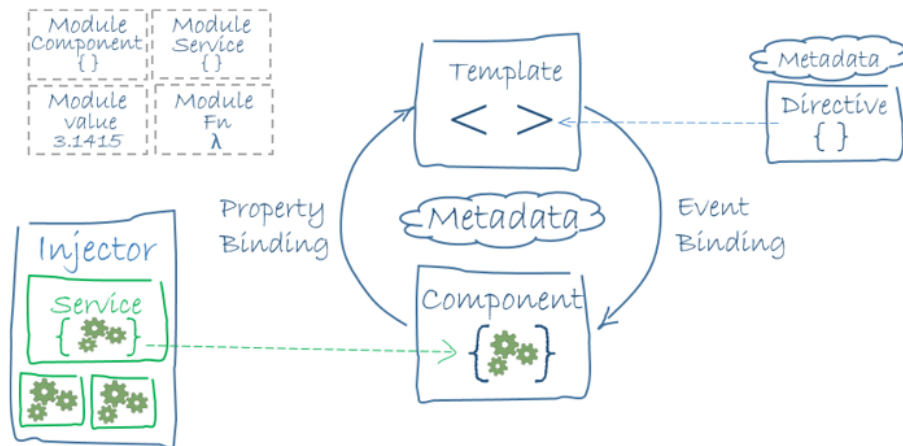 Module
Component
{ }
Module
Service
{ }
Module
value
3.1415
Module
Fn
λ
Template
< >
Metadata
Directive
{ }
Property
Binding
Metadata
Event
Binding
Injector
Service
{ }
Component
{ }